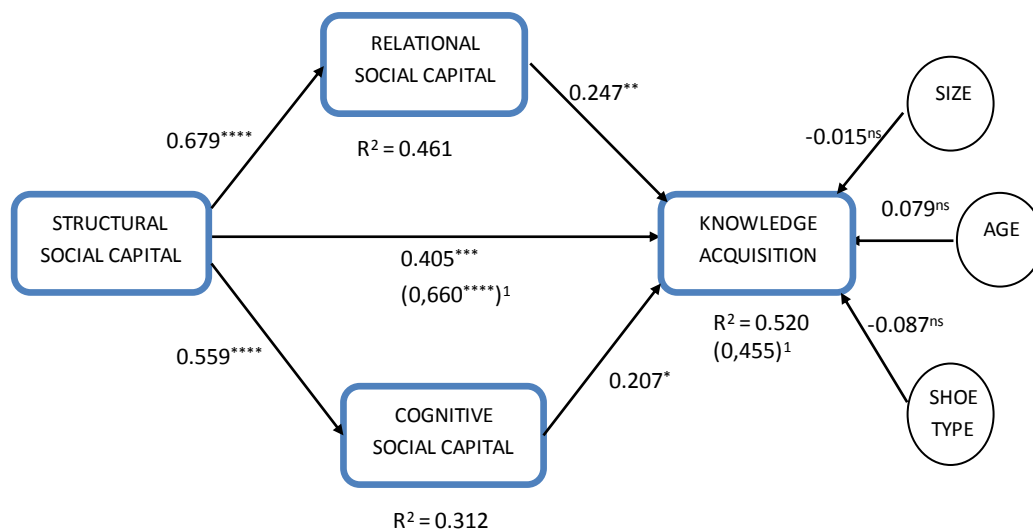 RELATIONAL
SOCIAL CAPITAL
R² = 0.461
0.679****
0.247**
SIZE
-0.015ⁿˢ
STRUCTURAL
SOCIAL CAPITAL
0.405***
(0,660****)¹
KNOWLEDGE
ACQUISITION
0.079ⁿˢ
AGE
R² = 0.520
(0,455)¹
-0.087ⁿˢ
0.559****
0.207*
COGNITIVE
SOCIAL CAPITAL
R² = 0.312
SHOE
TYPE